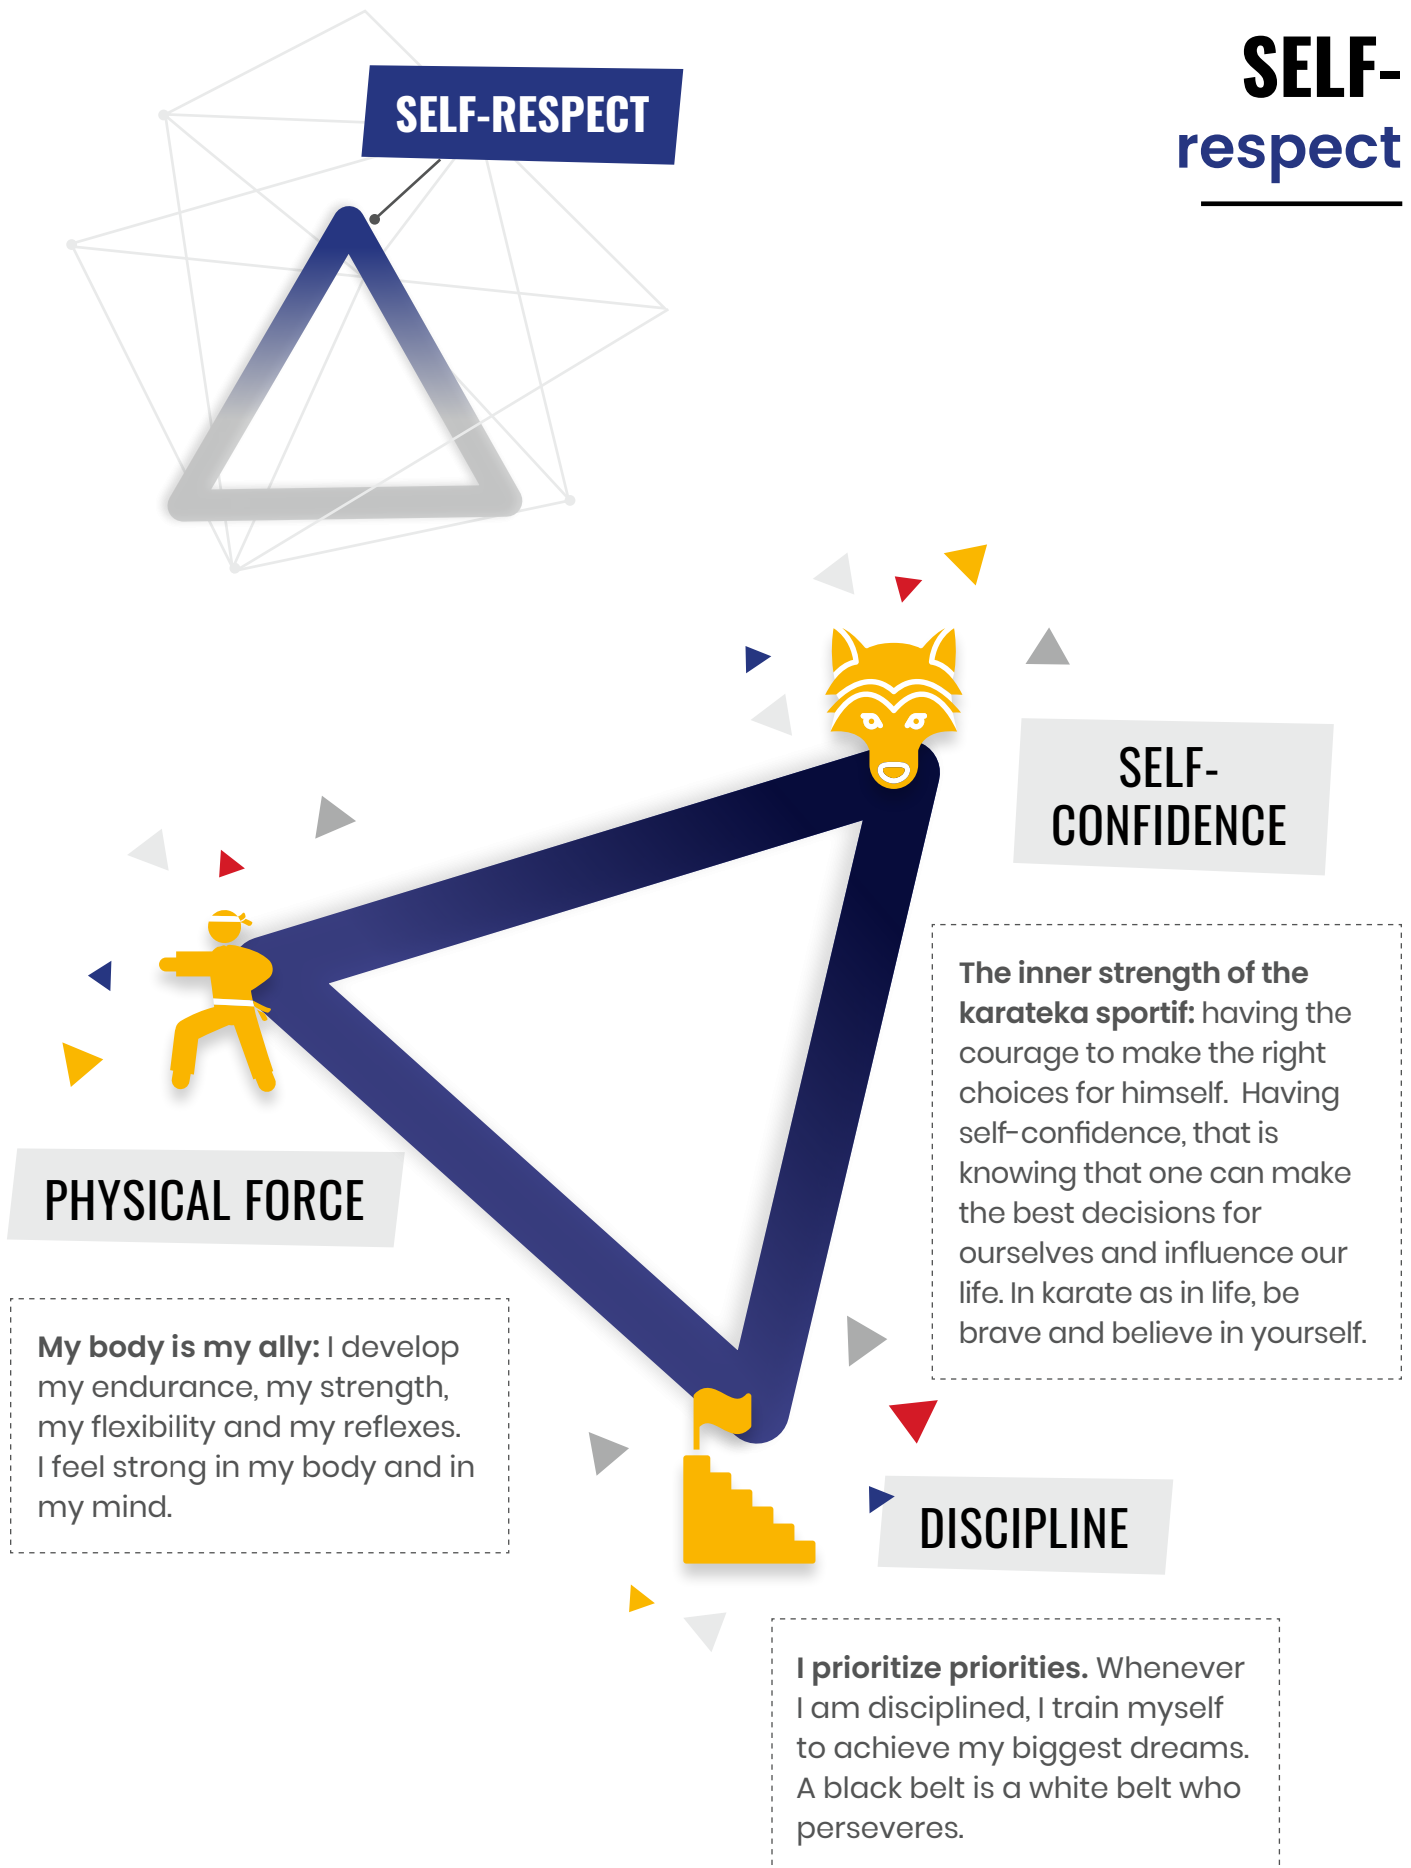 SELF-RESPECT
SELF-
respect
SELF-
CONFIDENCE
The inner strength of the
karateka sportif: having the
courage to make the right
choices for himself.  Having
self-confidence, that is
knowing that one can make
the best decisions for
ourselves and influence our
life. In karate as in life, be
brave and believe in yourself.
PHYSICAL FORCE
My body is my ally: I develop
my endurance, my strength,
my flexibility and my reflexes.
I feel strong in my body and in
my mind.
DISCIPLINE
I prioritize priorities. Whenever
I am disciplined, I train myself
to achieve my biggest dreams.
A black belt is a white belt who
perseveres.